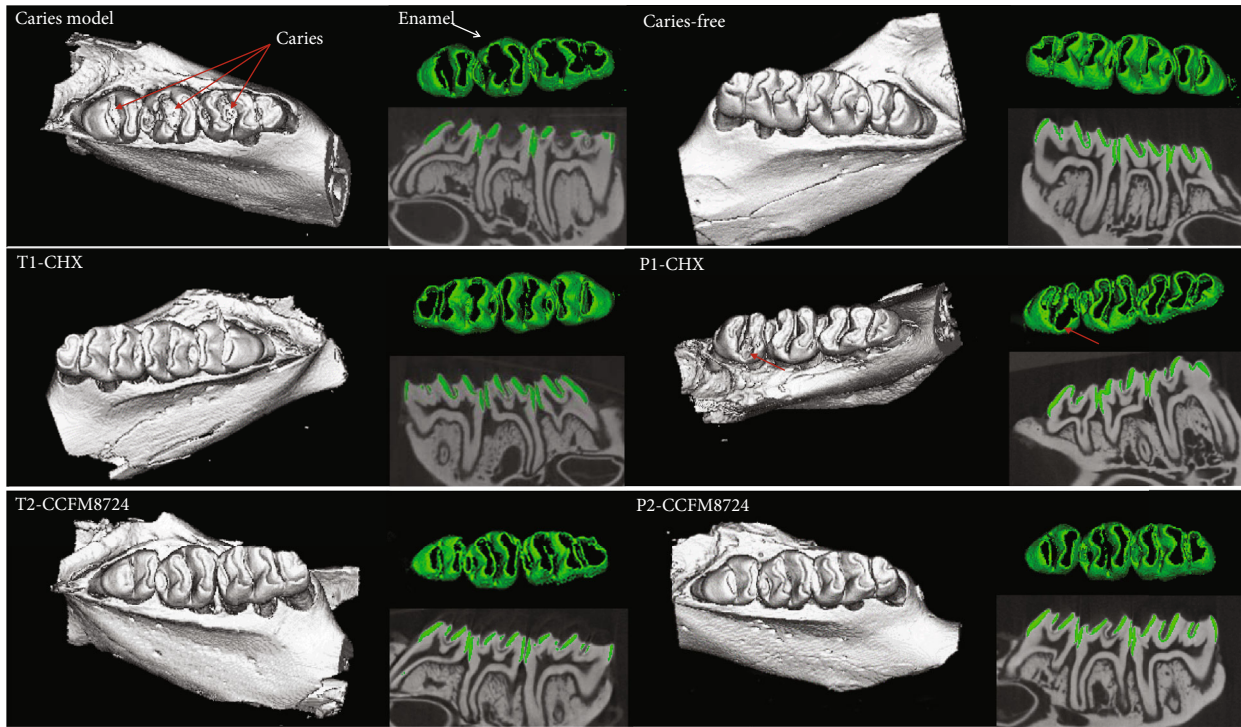 Caries model
Caries
Enamel
Caries-free
T1-CHX
P1-CHX
T2-CCFM8724
P2-CCFM8724